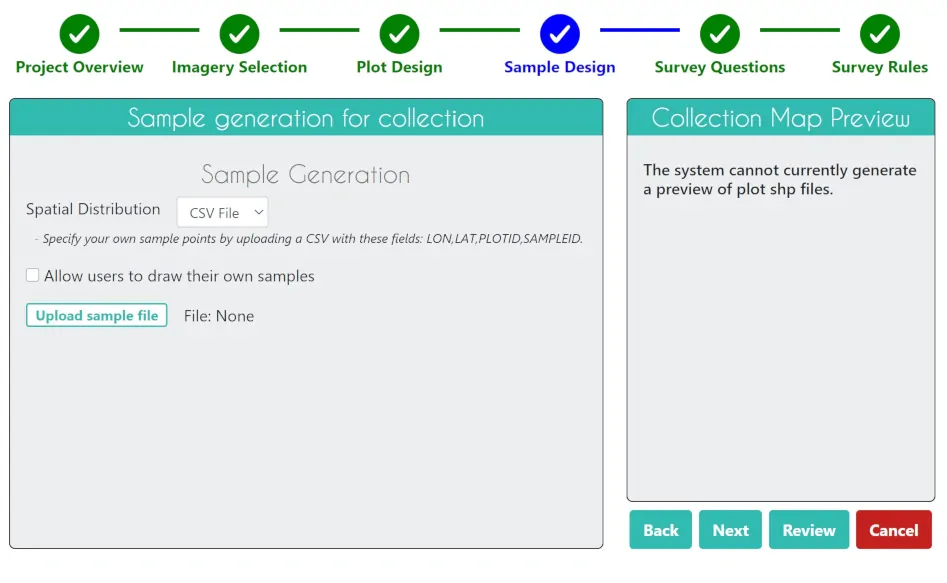 Project Overview
Imagery Selection
Plot Design
Sample Design
Survey Questions
Survey Rules
Sample generation for collection
Sample Generation
Spatial Distribution
CSV File
- Specify your own sample points by uploading a CSV with these fields: LON,LAT,PLOTID,SAMPLEID.
Allow users to draw their own samples
Upload sample file
File: None
Collection Map Preview
The system cannot currently generate
a preview of plot shp files.
Back
Next
Review
Cancel